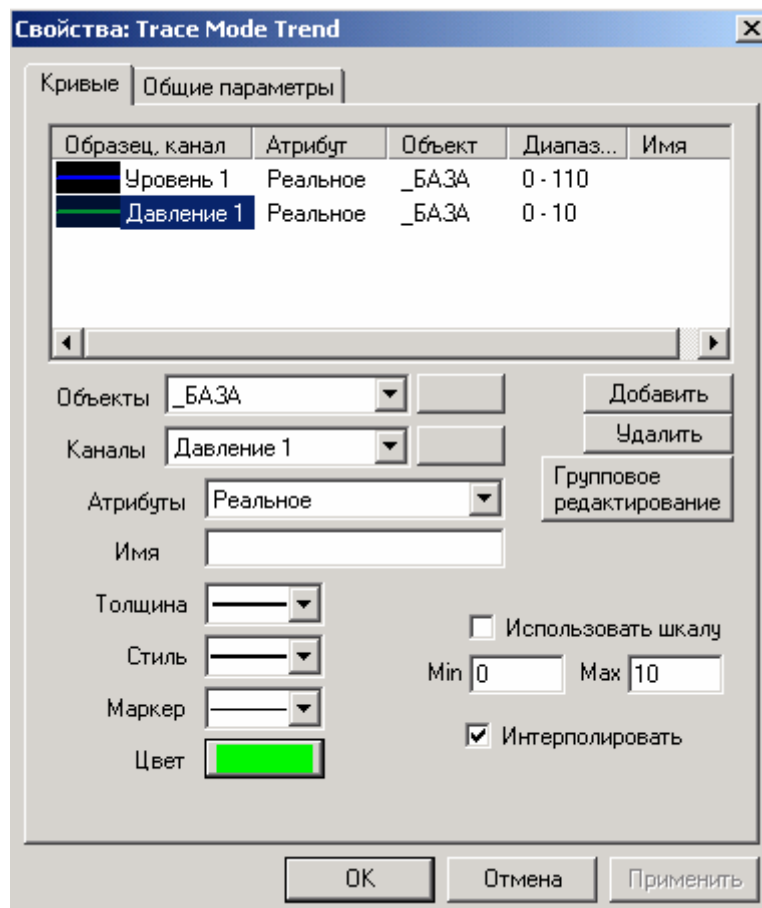 Свойства: Trace Mode Trend
Кривые Общие параметры
Образец, канал Атрибут Объект Диапаз... Имя
Уровень 1 Реальное _БАЗА 0 - 110
Давление 1 Реальное _БАЗА 0 - 10
Объекты _БАЗА Добавить
Каналы Давление 1 Удалить
Групповое
редактирование
Атрибуты Реальное
Имя
Толщина
Использовать шкалу
Стиль
Min 0 Max 10
Маркер
Интерполировать
Цвет
OK Отмена Применить